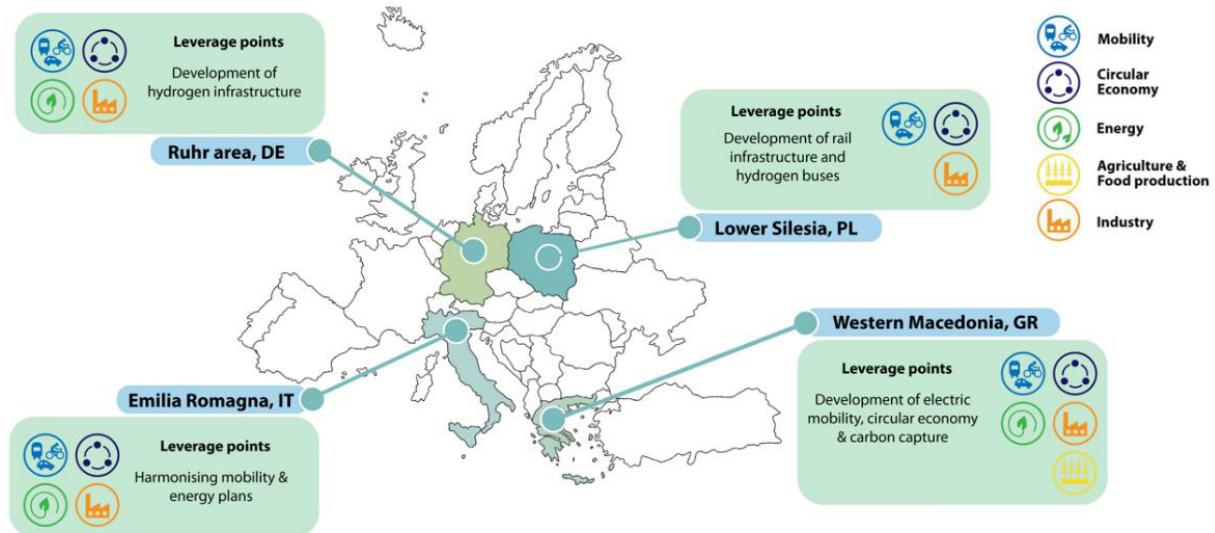 Leverage points
Development of
hydrogen infrastructure
Ruhr area, DE
Leverage points
Development of rail
infrastructure and
hydrogen buses
Lower Silesia, PL
Mobility
Circular
Economy
Energy
Agriculture &
Food production
Industry
Western Macedonia, GR
Leverage points
Development of electric
mobility, circular economy
& carbon capture
Emilia Romagna, IT
Leverage points
Harmonising mobility &
energy plans